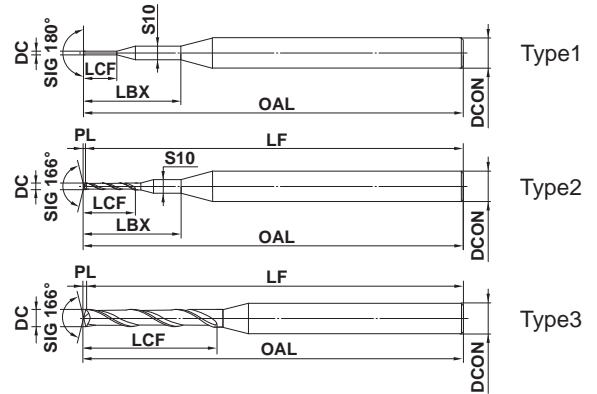 DC
SIG 180°
S10
LCF
LBX
OAL
DCON
Type1
PL
LF
DC
SIG 166°
S10
LCF
LBX
OAL
DCON
Type2
PL
LF
DC
SIG 166°
LCF
OAL
DCON
Type3